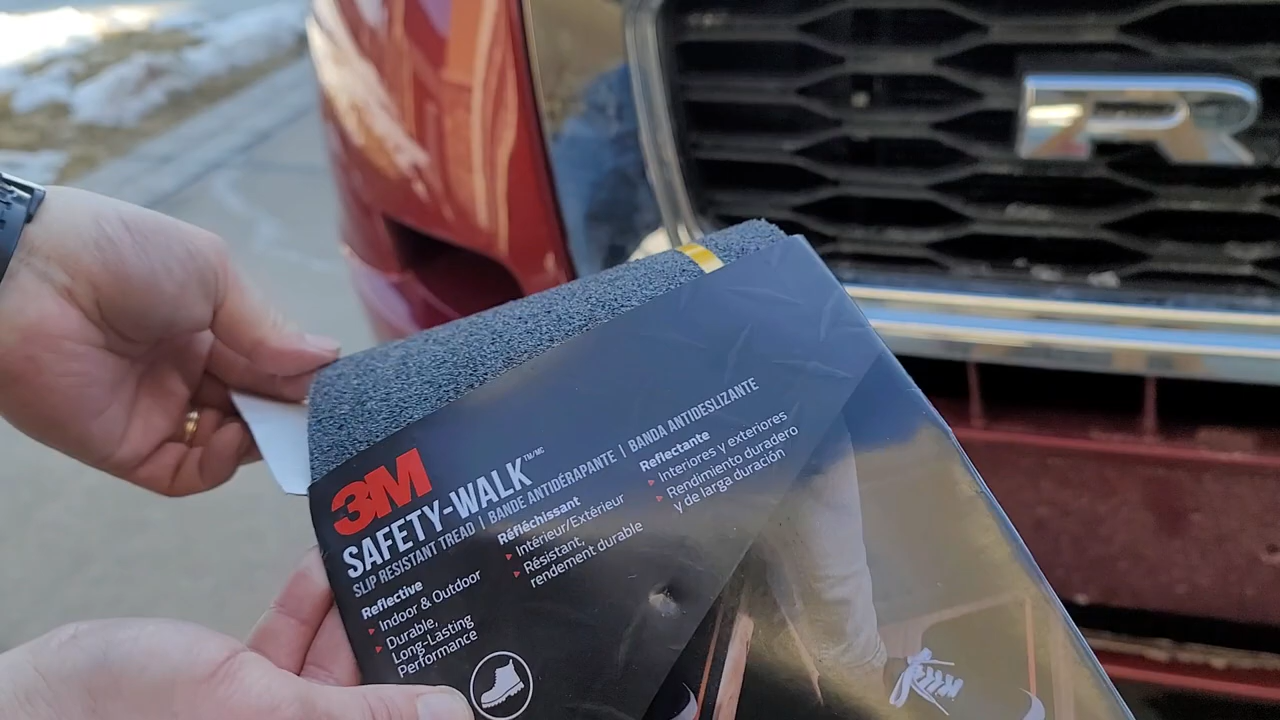 R
3M
SAFETY-WALK™/MC
SLIP RESISTANT TREAD | BANDE ANTIDÉRAPANTE | BANDA ANTIDESLIZANTE
Reflective
Indoor & Outdoor
Durable,
Long-Lasting
Performance
Réfléchissant
Intérieur/Extérieur
Résistant,
rendement durable
Reflectante
Interiores y exteriores
Rendimiento duradero
y de larga duración